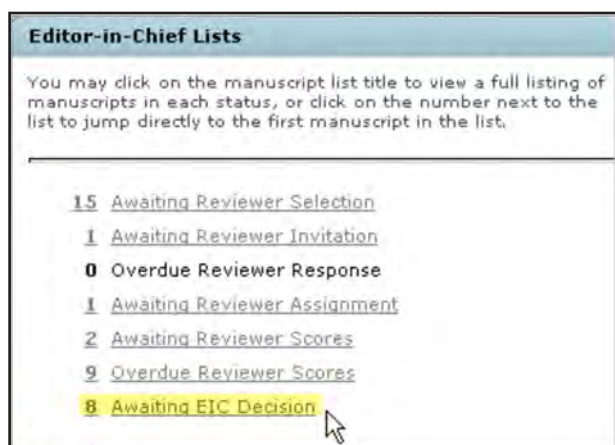 Editor-in-Chief Lists
You may click on the manuscript list title to view a full listing of
manuscripts in each status, or click on the number next to the
list to jump directly to the first manuscript in the list.
15 Awaiting Reviewer Selection
1 Awaiting Reviewer Invitation
0 Overdue Reviewer Response
1 Awaiting Reviewer Assignment
2 Awaiting Reviewer Scores
9 Overdue Reviewer Scores
8 Awaiting EIC Decision